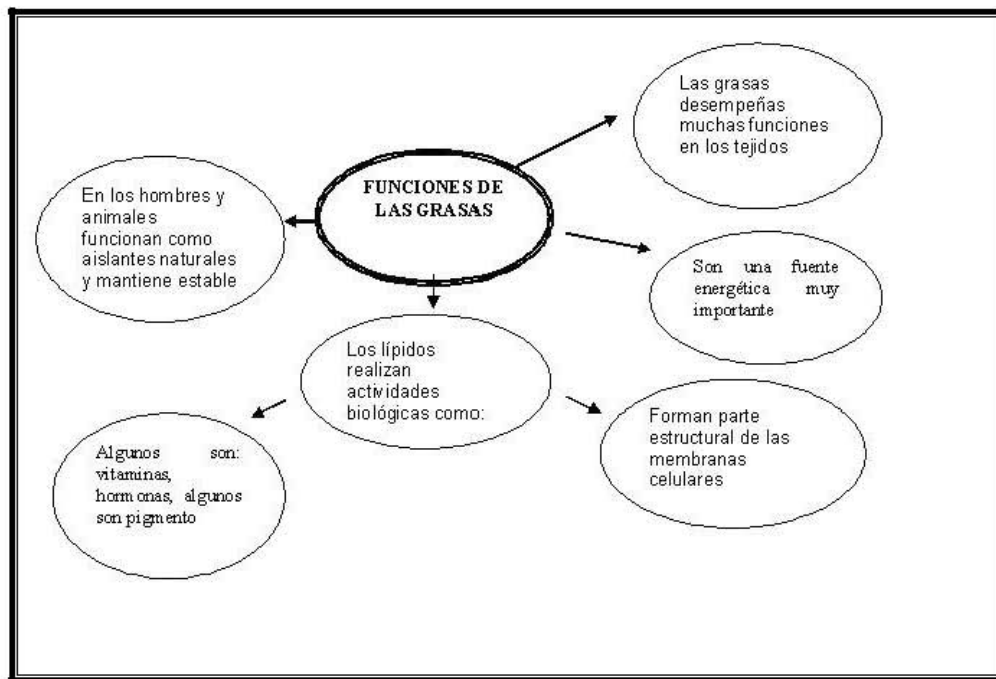 FUNCIONES DE
LAS GRASAS
Las grasas
desempeñas
muchas funciones
en los tejidos
En los hombres y
animales
funcionan como
aislantes naturales
y mantiene estable
Son una fuente
energética muy
importante
Los lípidos
realizan
actividades
biológicas como:
Algunos son:
vitaminas,
hormonas, algunos
son pigmento
Forman parte
estructural de las
membranas
celulares